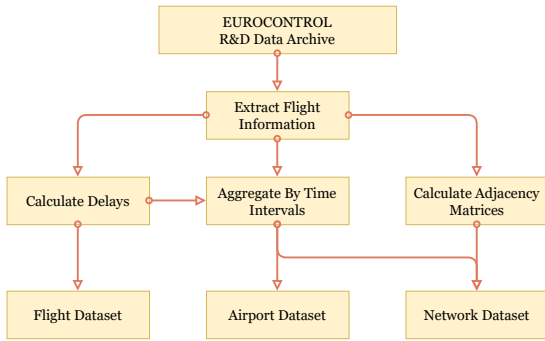 EUROCONTROL
R&D Data Archive
Extract Flight
Information
Calculate Delays
Aggregate By Time
Intervals
Calculate Adjacency
Matrices
Flight Dataset
Airport Dataset
Network Dataset